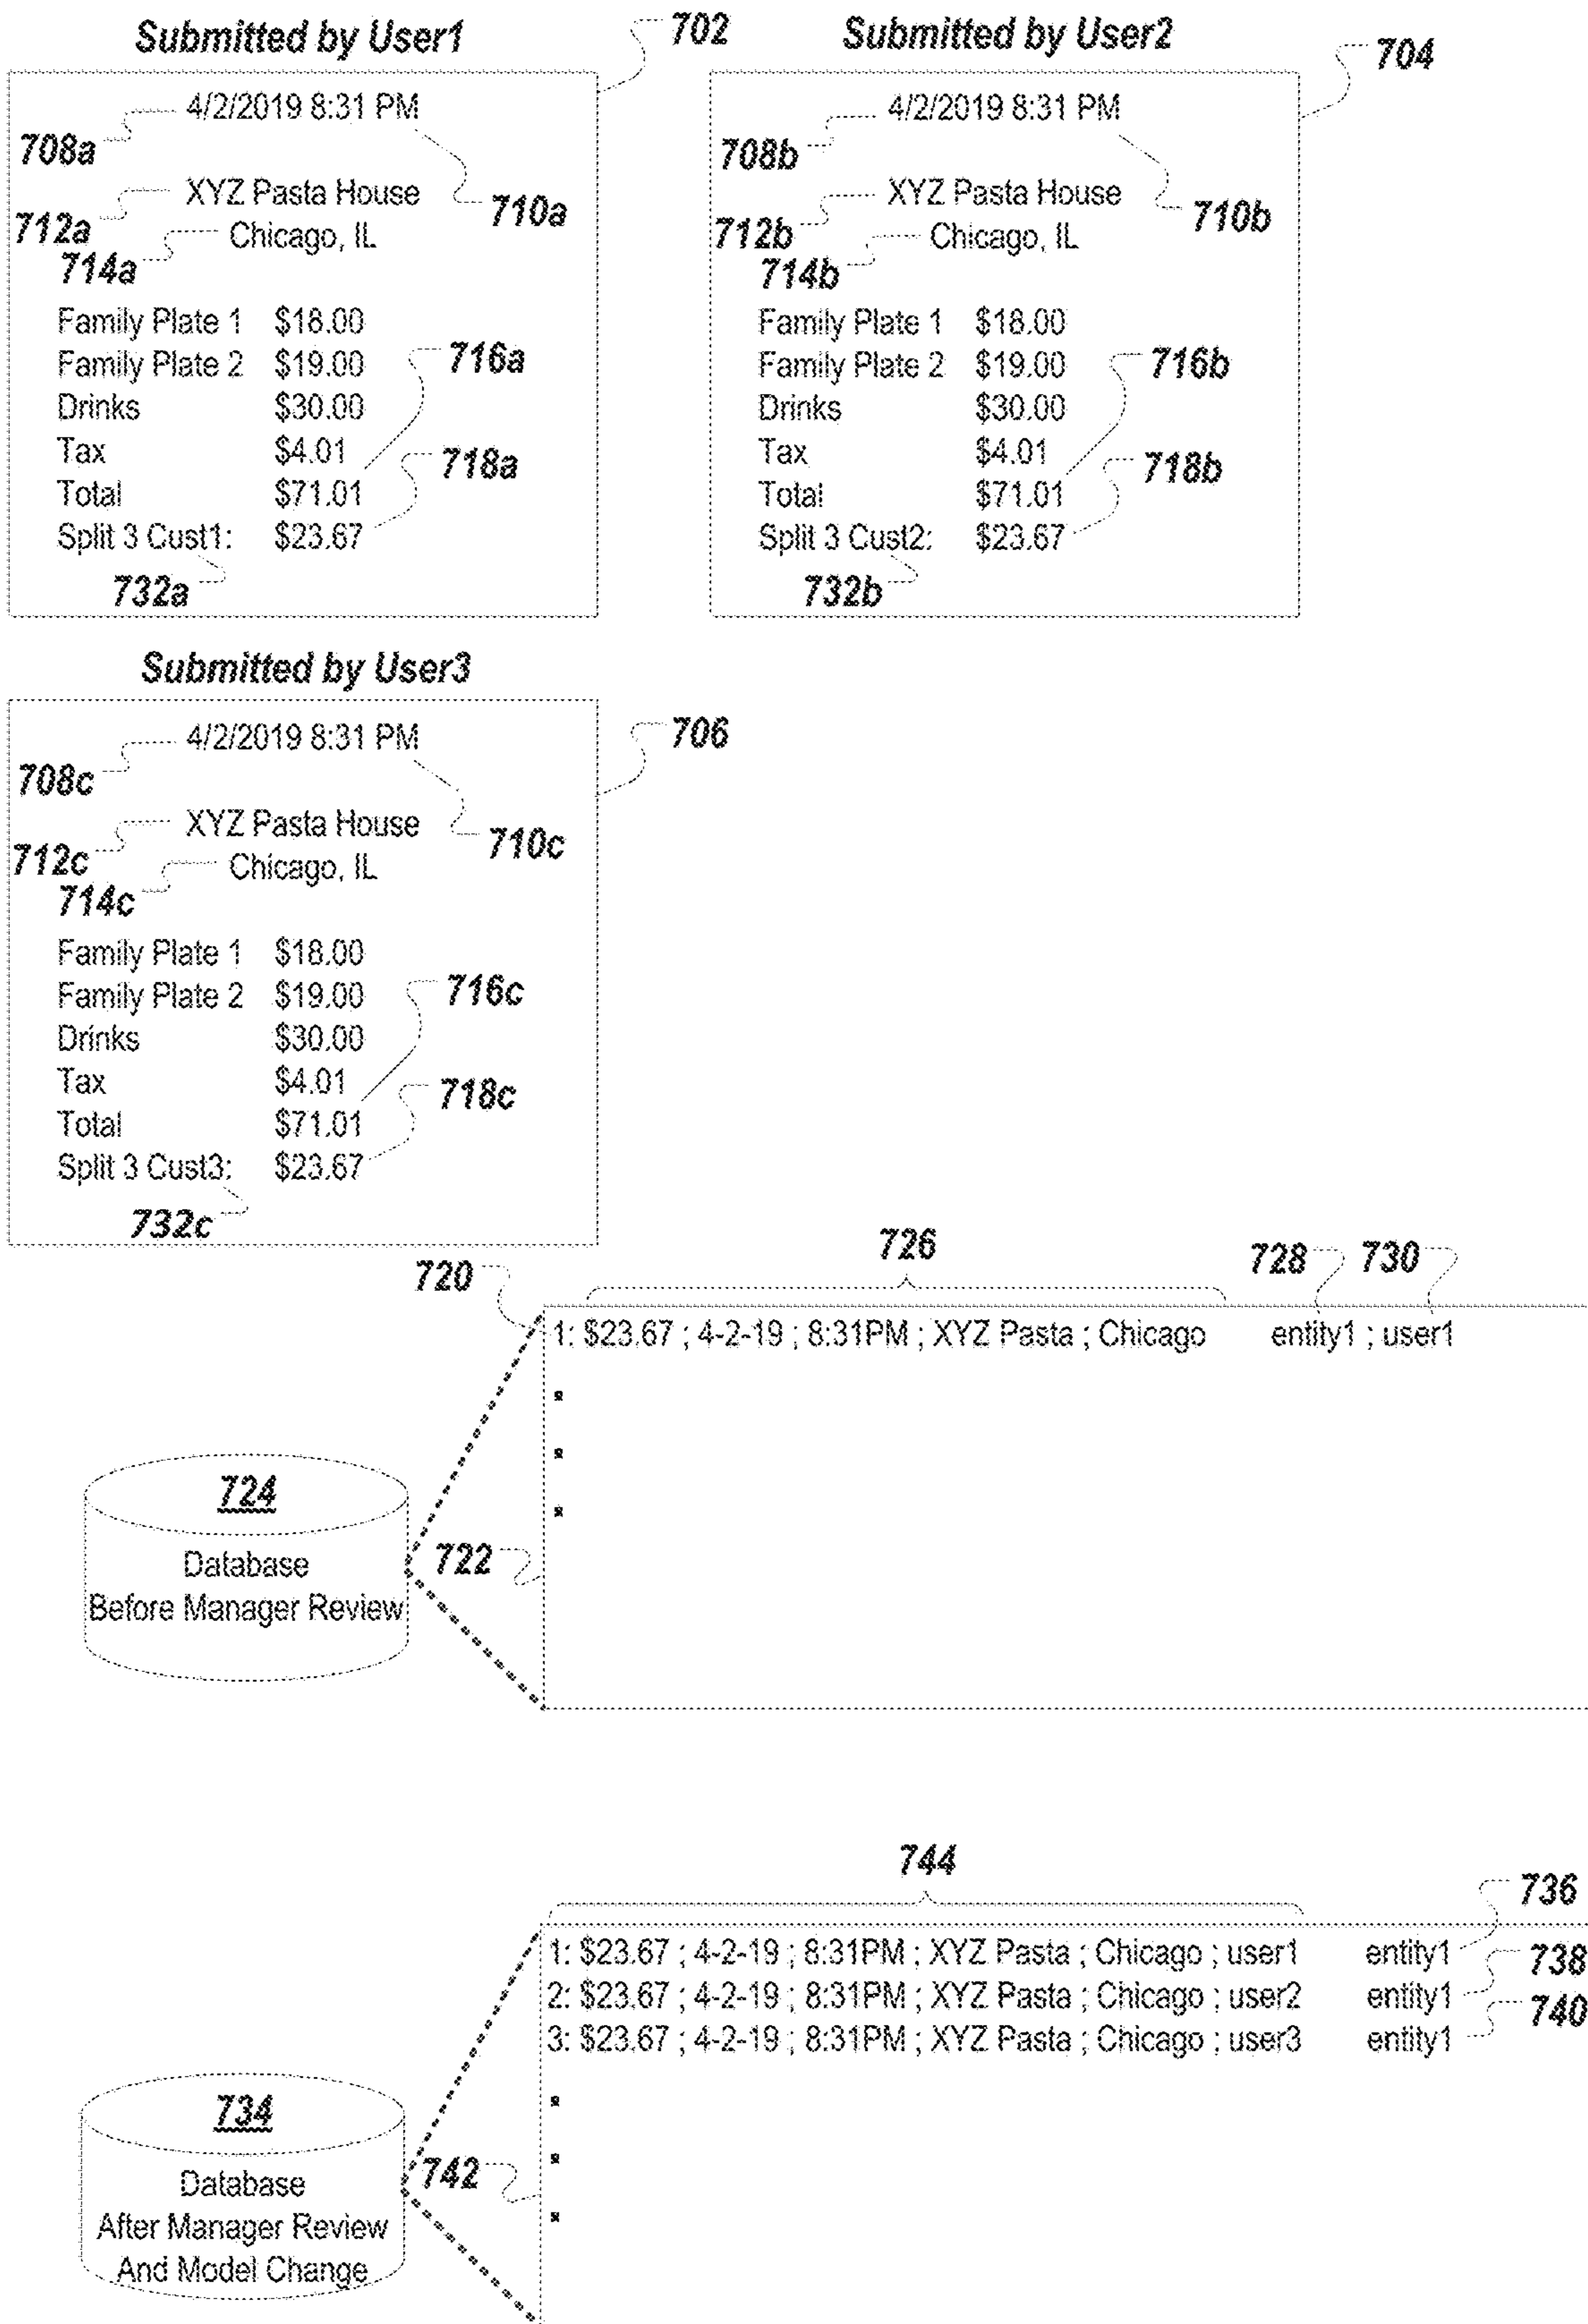 Submitted by User1
702
4/2/2019 8:31 PM
708a
XYZ Pasta House
710a
712a
Chicago, IL
714a
Family Plate 1 $18.00
Family Plate 2 $19.00
716a
Drinks $30.00
Tax $4.01
718a
Total $71.01
Split 3 Cust1: $23.67
732a
Submitted by User2
704
4/2/2019 8:31 PM
708b
XYZ Pasta House
710b
712b
Chicago, IL
714b
Family Plate 1 $18.00
Family Plate 2 $19.00
716b
Drinks $30.00
Tax $4.01
718b
Total $71.01
Split 3 Cust2: $23.67
732b
Submitted by User3
706
4/2/2019 8:31 PM
708c
XYZ Pasta House
710c
712c
Chicago, IL
714c
Family Plate 1 $18.00
Family Plate 2 $19.00
716c
Drinks $30.00
Tax $4.01
718c
Total $71.01
Split 3 Cust3: $23.67
732c
726
728
730
720
1: $23.67 ; 4-2-19 ; 8:31PM ; XYZ Pasta ; Chicago entity1 ; user1
724
Database
Before Manager Review
722
744
736
1: $23.67 ; 4-2-19 ; 8:31PM ; XYZ Pasta ; Chicago ; user1 entity1
738
2: $23.67 ; 4-2-19 ; 8:31PM ; XYZ Pasta ; Chicago ; user2 entity1
740
3: $23.67 ; 4-2-19 ; 8:31PM ; XYZ Pasta ; Chicago ; user3 entity1
734
Database
After Manager Review
And Model Change
742